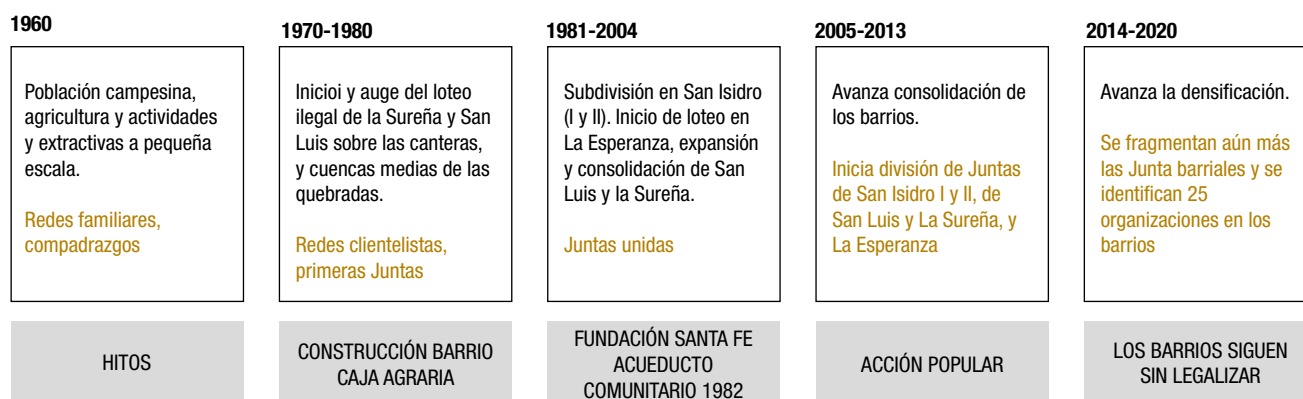 1960
Población campesina,
agricultura y actividades
y extractivas a pequeña
escala.
Redes familiares,
compadrazgos
HITOS
1970-1980
Inicioi y auge del loteo
ilegal de la Sureña y San
Luis sobre las canteras,
y cuencas medias de las
quebradas.
Redes clientelistas,
primeras Juntas
CONSTRUCCIÓN BARRIO
CAJA AGRARIA
1981-2004
Subdivisión en San Isidro
(I y II). Inicio de loteo en
La Esperanza, expansión
y consolidación de San
Luis y la Sureña.
Juntas unidas
FUNDACIÓN SANTA FE
ACUEDUCTO
COMUNITARIO 1982
2005-2013
Avanza consolidación de
los barrios.
Inicia división de Juntas
de San Isidro I y II, de
San Luis y La Sureña, y
La Esperanza
ACCIÓN POPULAR
2014-2020
Avanza la densificación.
Se fragmentan aún más
las Junta barriales y se
identifican 25
organizaciones en los
barrios
LOS BARRIOS SIGUEN
SIN LEGALIZAR